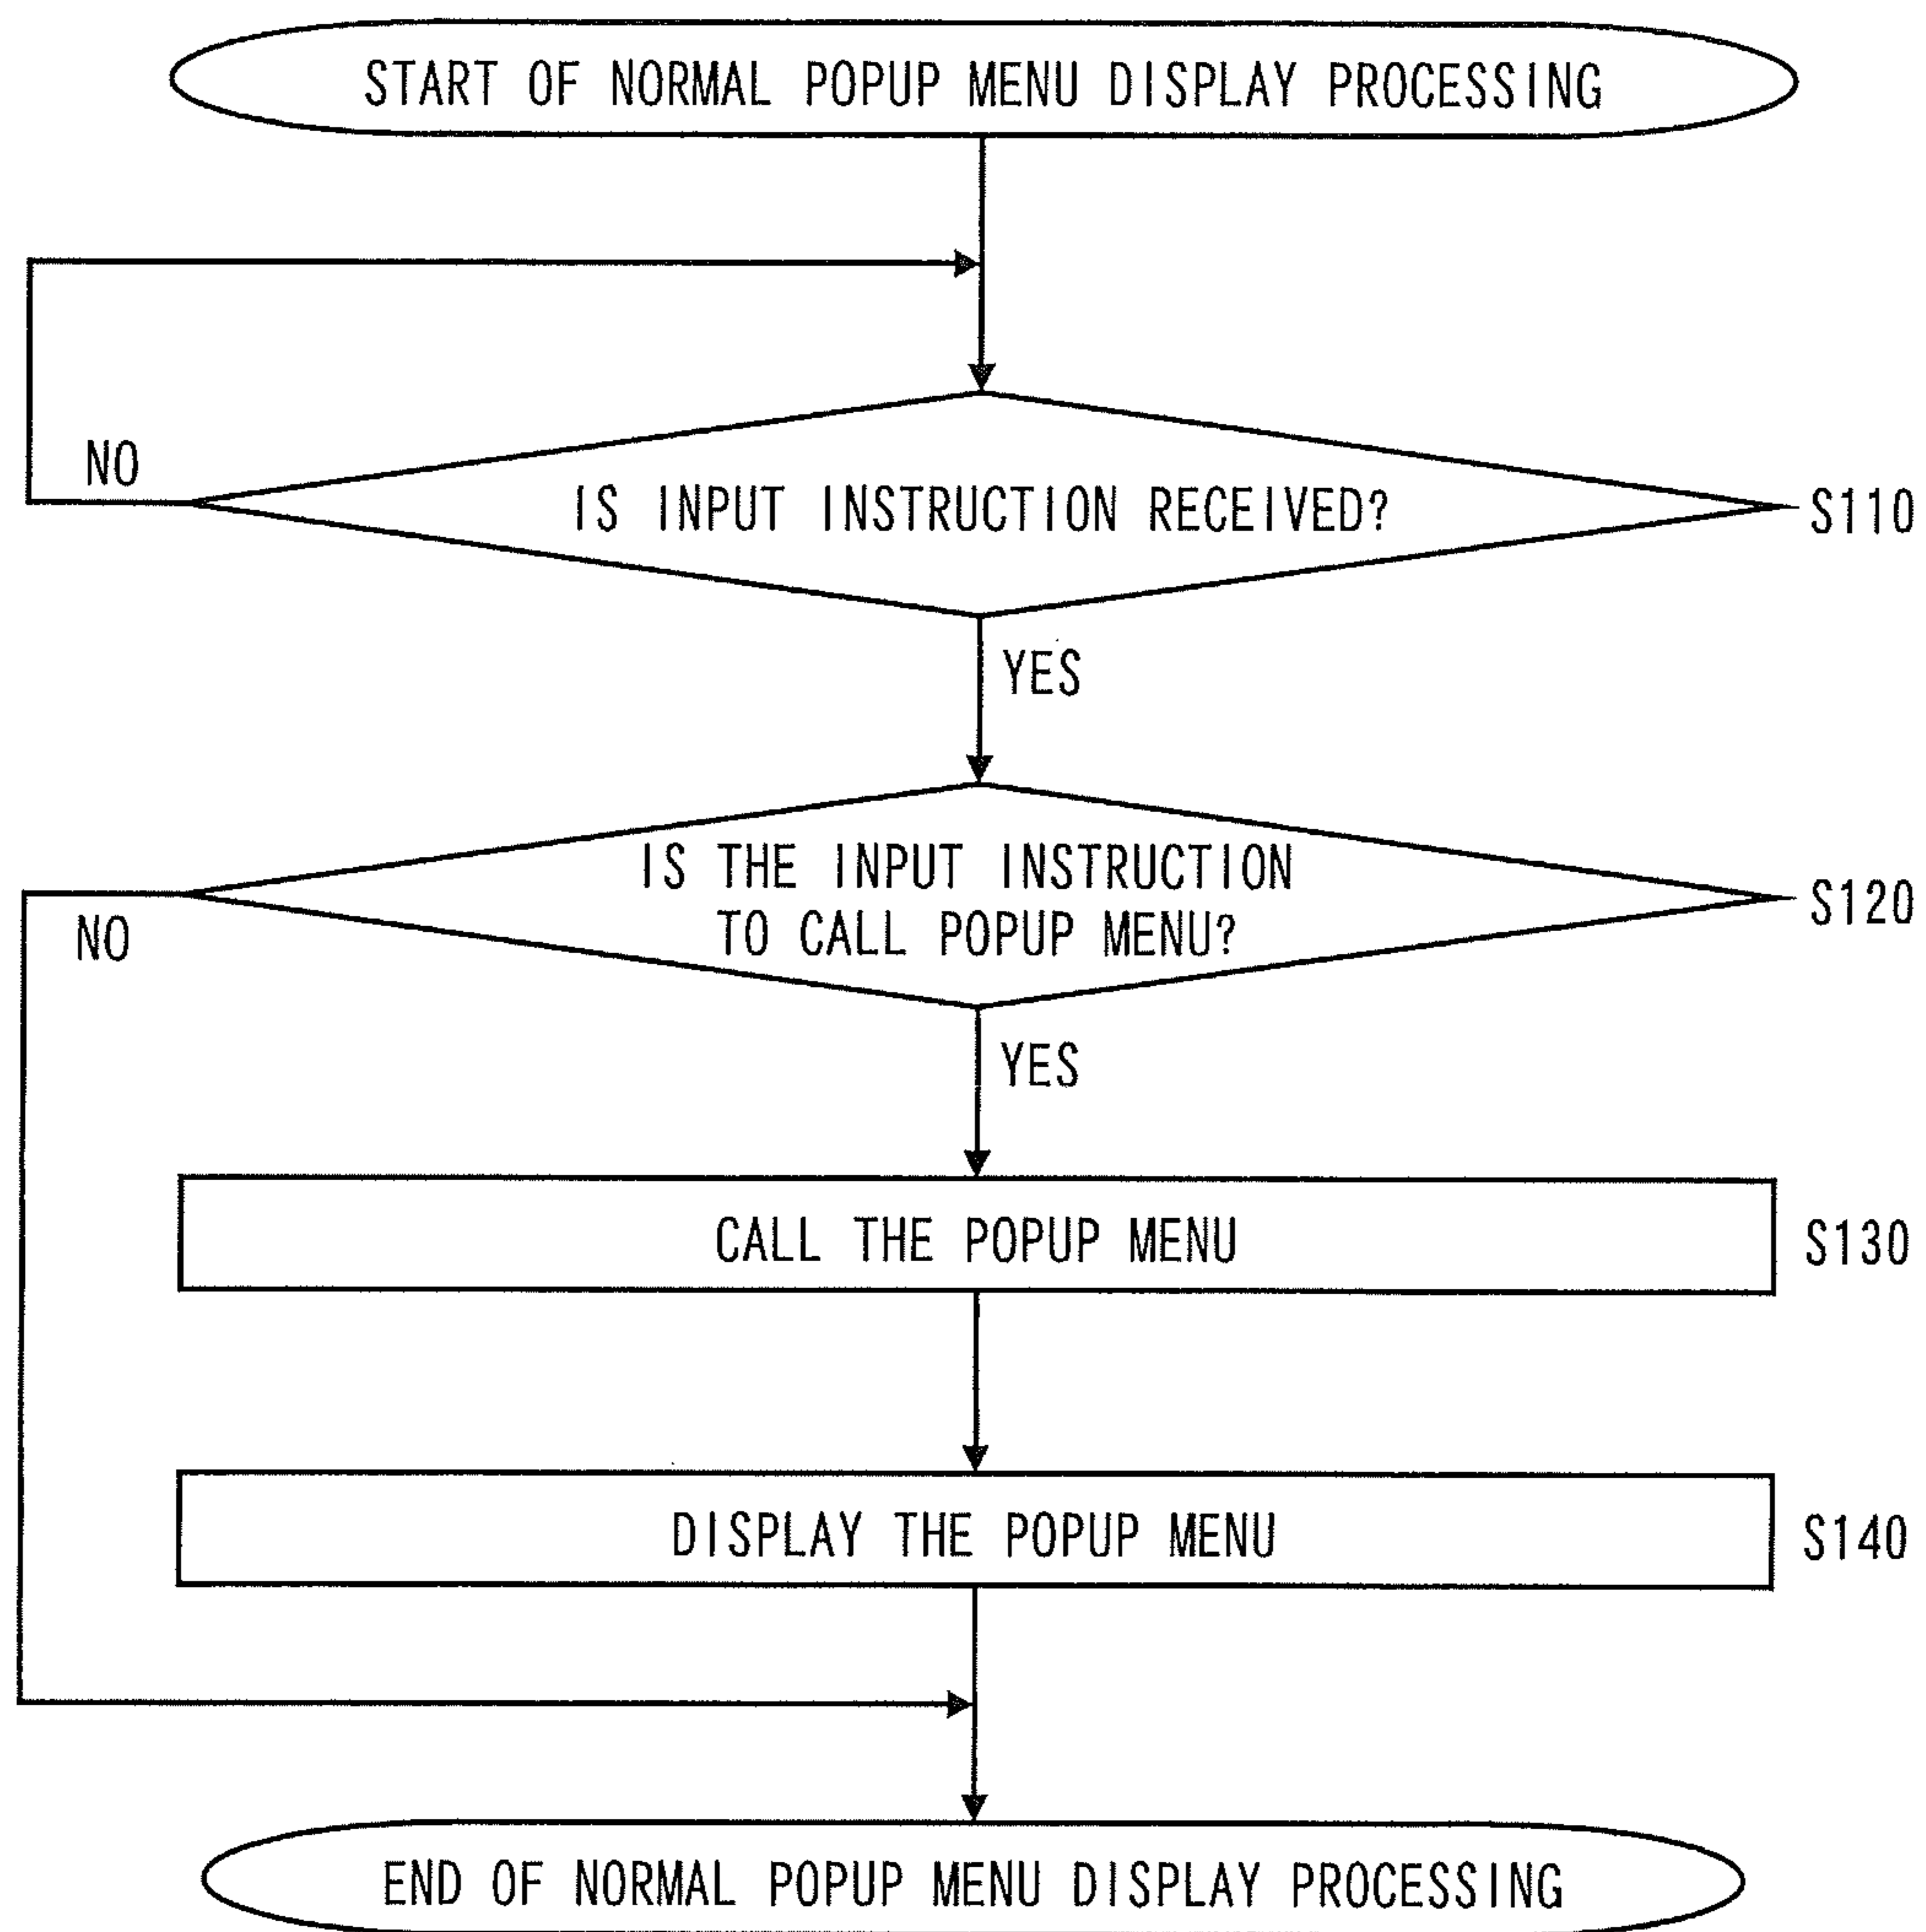 START OF NORMAL POPUP MENU DISPLAY PROCESSING
NO
IS INPUT INSTRUCTION RECEIVED?
S110
YES
IS THE INPUT INSTRUCTION
TO CALL POPUP MENU?
S120
NO
YES
CALL THE POPUP MENU
S130
DISPLAY THE POPUP MENU
S140
END OF NORMAL POPUP MENU DISPLAY PROCESSING